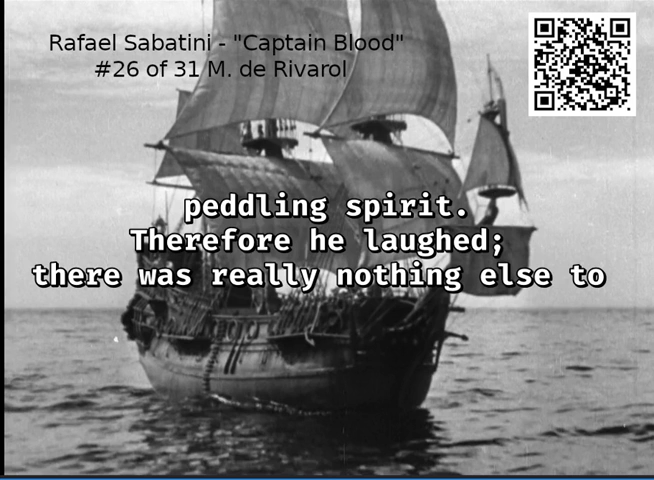 Rafael Sabatini - "Captain Blood"
#26 of 31 M. de Rivarol
peddling spirit.
Therefore he laughed;
there was really nothing else to